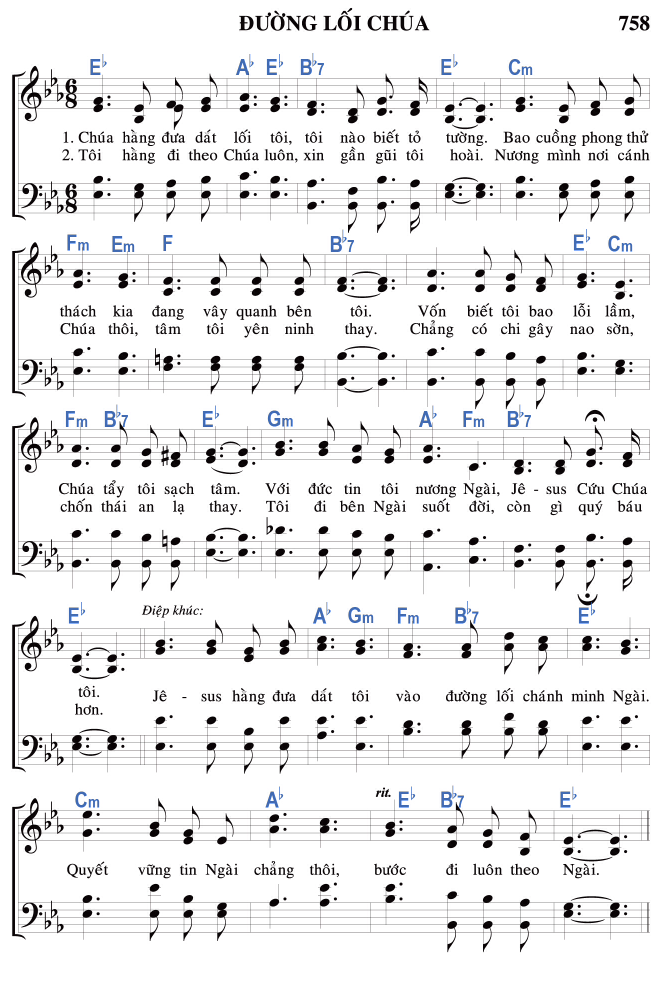 ĐƯỜNG LỐI CHÚA 758
E♭ A♭ E♭ B♭7 E♭ Cm
1. Chúa hằng đưa dắt lối tôi, tôi nào biết tỏ tường. Bao cuồng phong thử
2. Tôi hằng đi theo Chúa luôn, xin gần gũi tôi hoài. Nương mình nơi cánh
Fm Em F B♭7 E♭ Cm
thách kia đang vây quanh bên tôi. Vốn biết tôi bao lỗi lầm,
Chúa thôi, tâm tôi yên ninh thay. Chẳng có chi gây nao sờn,
Fm B♭7 E♭ Gm A♭ Fm B♭7
Chúa tẩy tôi sạch tâm. Với đức tin tôi nương Ngài, Jê - sus Cứu Chúa
chốn thái an lạ thay. Tôi đi bên Ngài suốt đời, còn gì quý báu
E♭ Điệp khúc: A♭ Gm Fm B♭7 E♭
tôi. Jê - sus hằng đưa dát tôi vào đường lối chánh minh Ngài.
hơn.
Cm A♭ rit. E♭ B♭7 E♭
Quyết vững tin Ngài chẳng thôi, bước đi luôn theo Ngài.